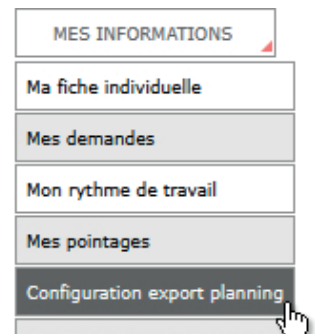 MES INFORMATIONS
Ma fiche individuelle
Mes demandes
Mon rythme de travail
Mes pointages
Configuration export planning